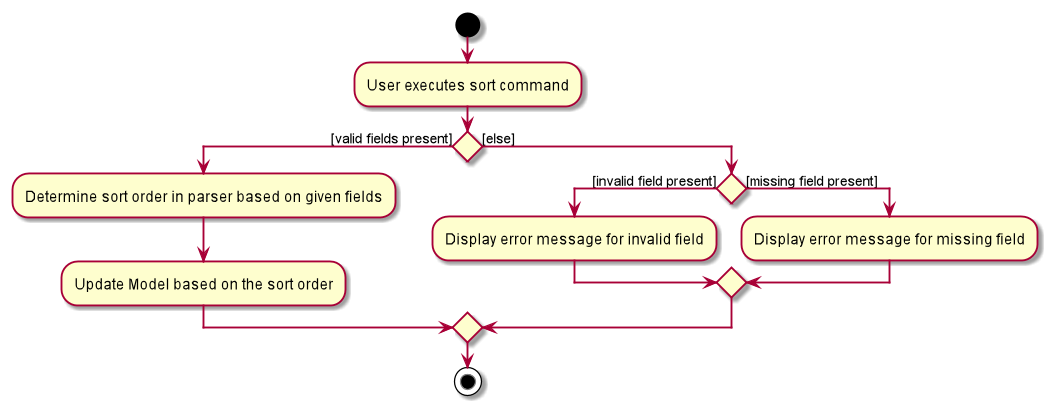 User executes sort command
[valid fields present]
[else]
Determine sort order in parser based on given fields
[invalid field present]
[missing field present]
Display error message for invalid field
Display error message for missing field
Update Model based on the sort order